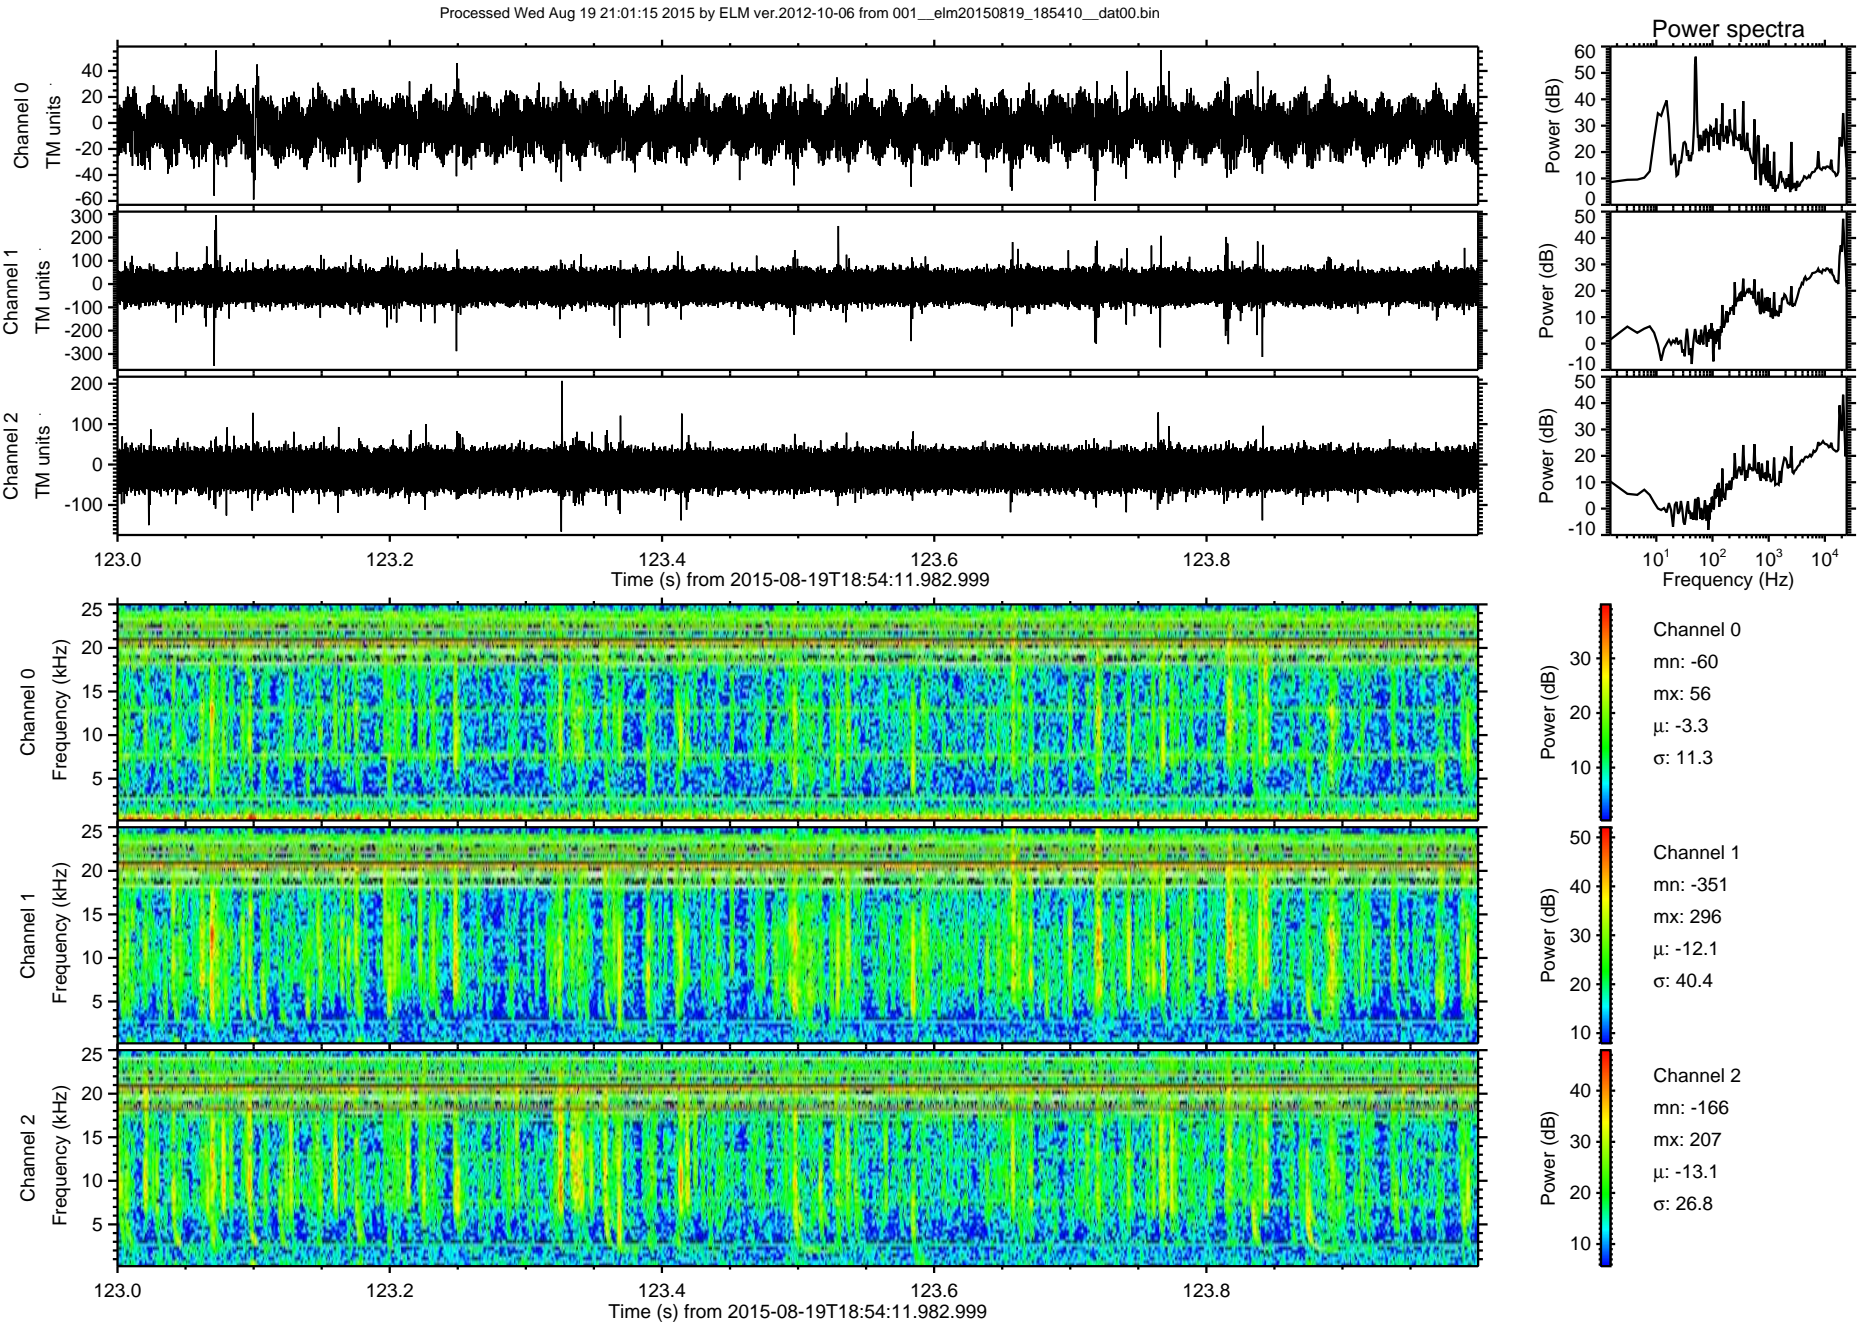 Processed Wed Aug 19 21:01:15 2015 by ELM ver.2012-10-06 from 001__elm20150819_185410__dat00.bin
Power spectra
Channel 0
TM units
40
20
0
-20
-40
-60
Power (dB)
60
50
40
30
20
10
0
Channel 1
TM units
300
200
100
0
-100
-200
-300
Power (dB)
50
40
30
20
10
0
-10
Channel 2
TM units
200
100
0
-100
Power (dB)
50
40
30
20
10
0
-10
123.0 123.2 123.4 123.6 123.8
Time (s) from 2015-08-19T18:54:11.982.999
10^1 10^2 10^3 10^4
Frequency (Hz)
Channel 0
Frequency (kHz)
25
20
15
10
5
Power (dB)
30
20
10
Channel 0
mn: -60
mx: 56
μ: -3.3
σ: 11.3
Channel 1
Frequency (kHz)
25
20
15
10
5
Power (dB)
50
40
30
20
10
Channel 1
mn: -351
mx: 296
μ: -12.1
σ: 40.4
Channel 2
Frequency (kHz)
25
20
15
10
5
Power (dB)
40
30
20
10
Channel 2
mn: -166
mx: 207
μ: -13.1
σ: 26.8
123.0 123.2 123.4 123.6 123.8
Time (s) from 2015-08-19T18:54:11.982.999